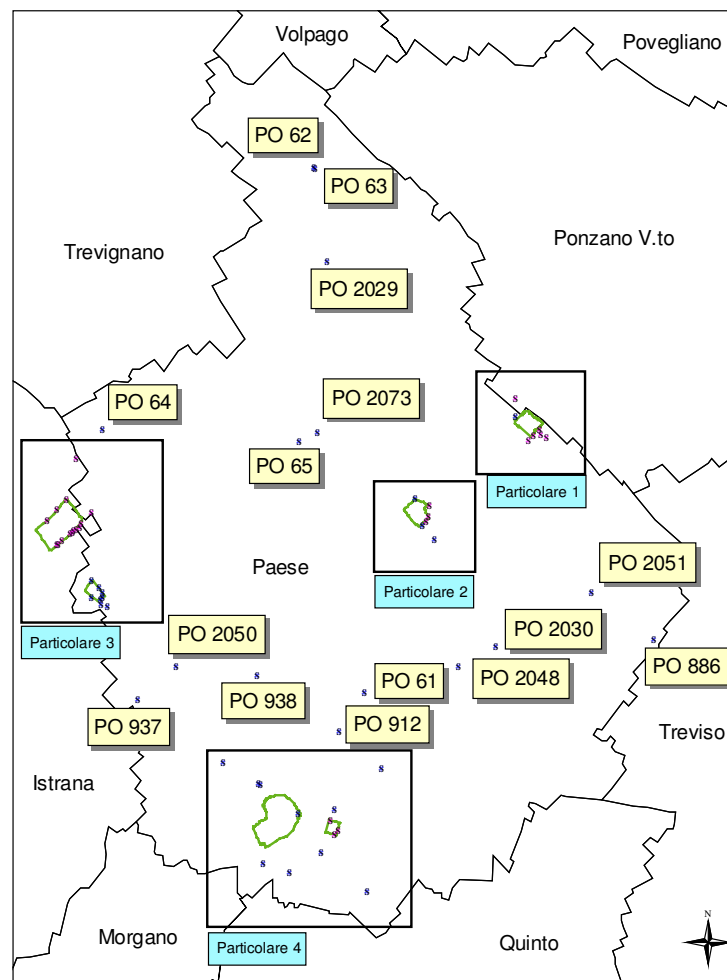 Volpago
Povegliano
PO 62
PO 63
Trevignano
Ponzano V.to
PO 2029
PO 64
PO 2073
PO 65
Particolare 1
Paese
PO 2051
Particolare 2
PO 2050
PO 2030
Particolare 3
PO 886
PO 61
PO 2048
PO 938
PO 937
PO 912
Treviso
Istrana
Morgano
Particolare 4
Quinto
N